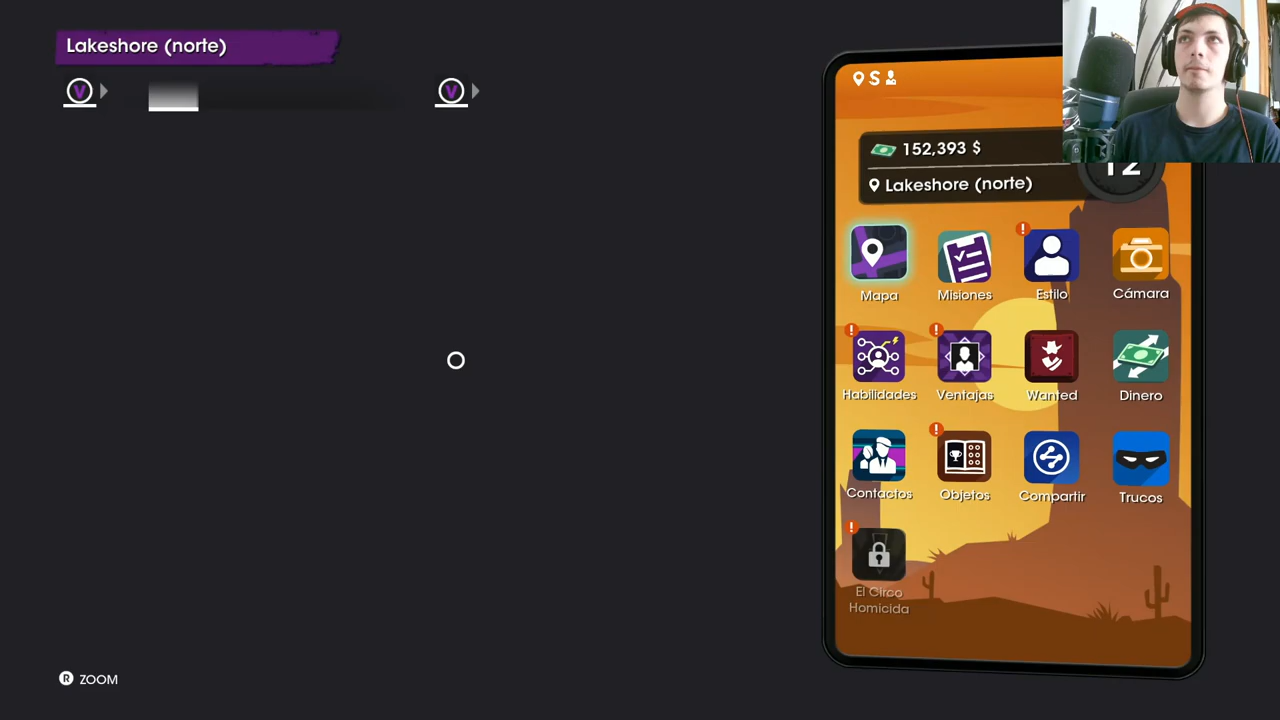 Lakeshore (norte)
V
V
S
152,393 $
Lakeshore (norte)
12
Mapa
Misiones
Estilo
Cámara
Habilidades
Ventajas
Wanted
Dinero
Contactos
Objetos
Compartir
Trucos
El Circo
Homicida
R ZOOM